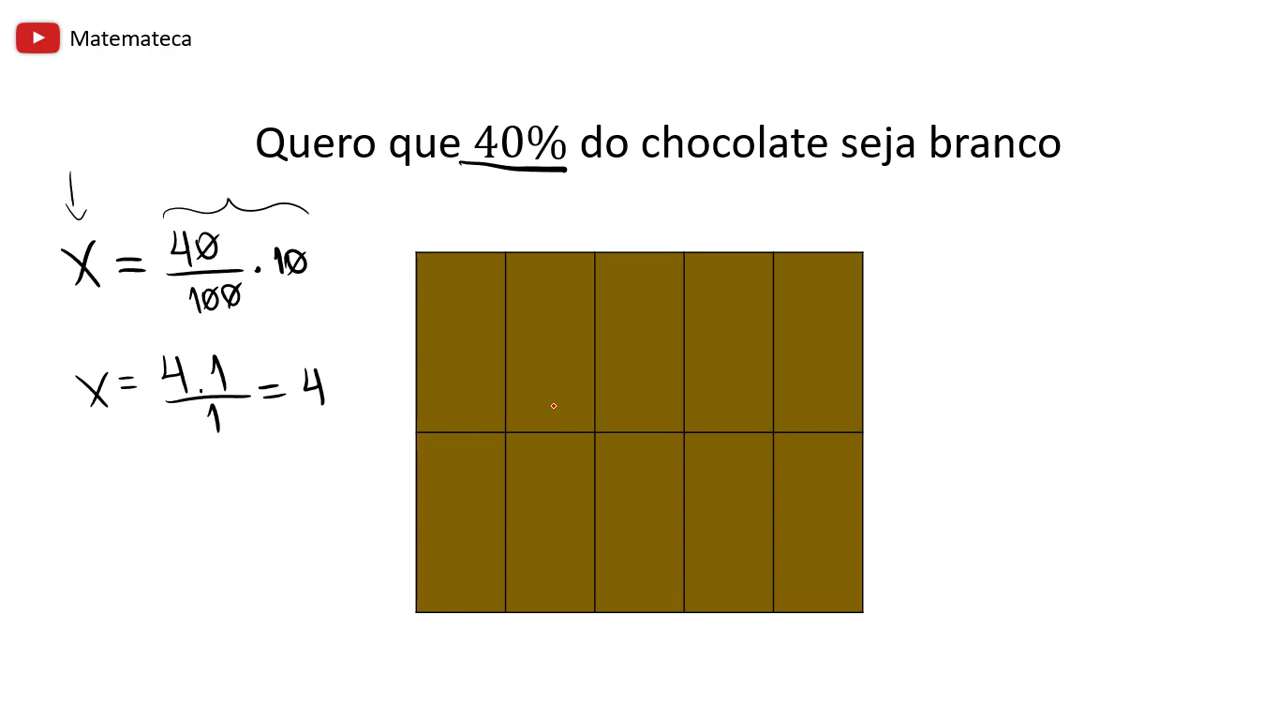 Matemateca
Quero que 40% do chocolate seja branco
x = 40/100 . 10
x = 4.1/1 = 4